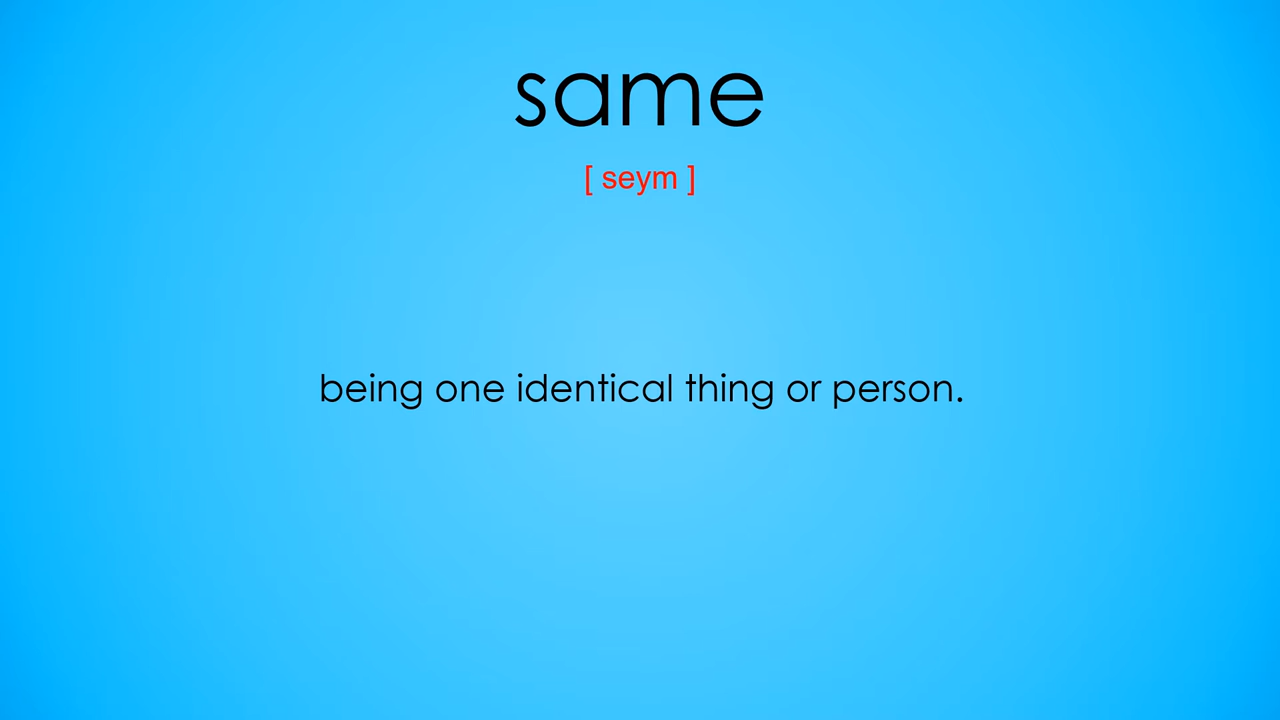 same
[ seym ]
being one identical thing or person.